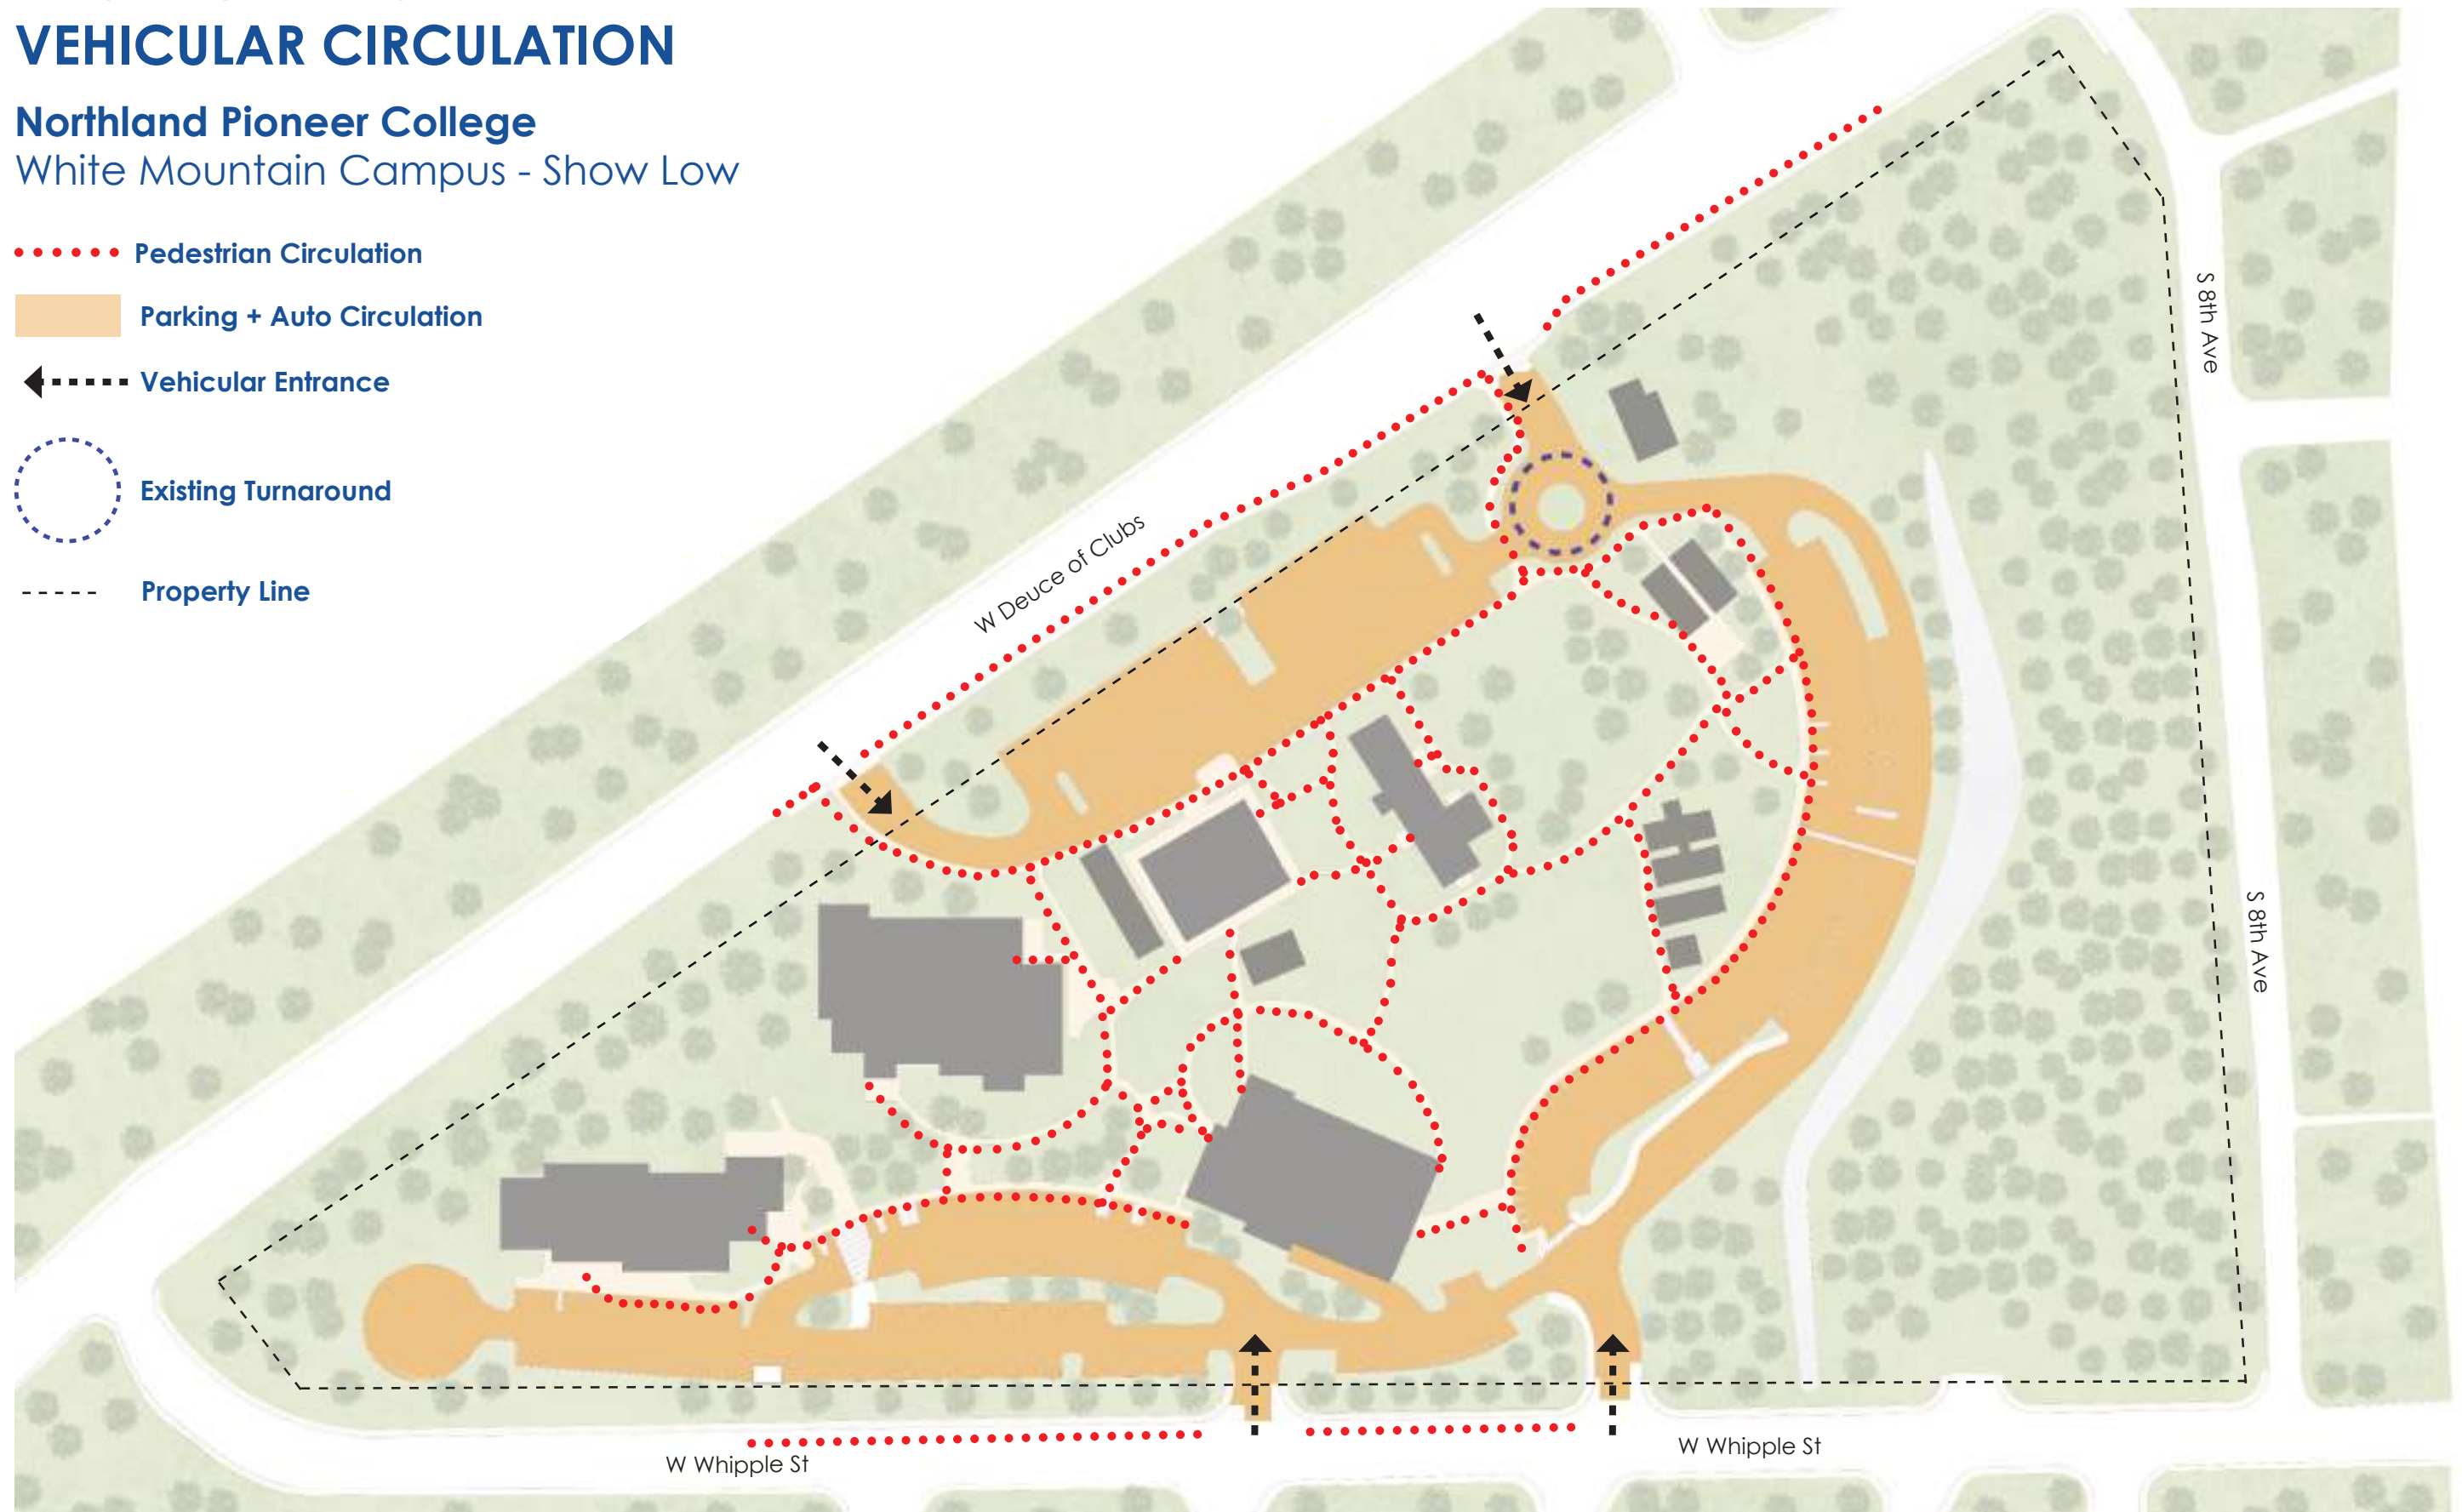 VEHICULAR CIRCULATION
Northland Pioneer College
White Mountain Campus - Show Low
Pedestrian Circulation
Parking + Auto Circulation
Vehicular Entrance
Existing Turnaround
Property Line
W Deuce of Clubs
S 8th Ave
S 8th Ave
W Whipple St
W Whipple St